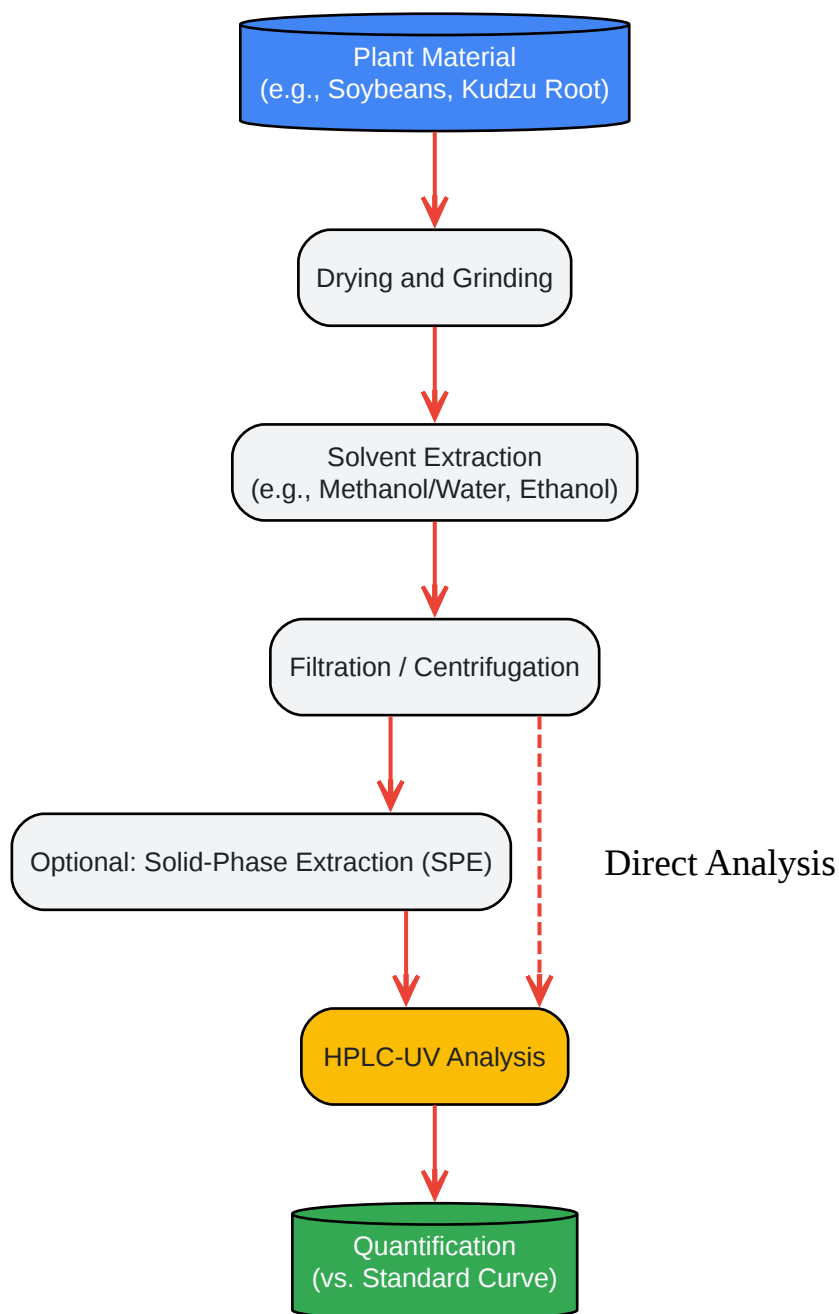 Plant Material
(e.g., Soybeans, Kudzu Root)
Drying and Grinding
Solvent Extraction
(e.g., Methanol/Water, Ethanol)
Filtration / Centrifugation
Optional: Solid-Phase Extraction (SPE)
Direct Analysis
HPLC-UV Analysis
Quantification
(vs. Standard Curve)